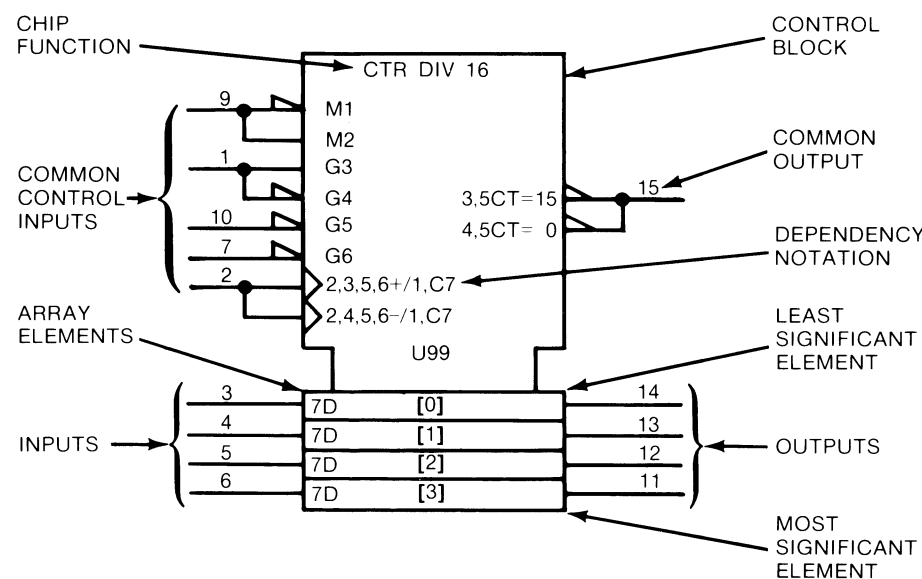 CHIP
FUNCTION
CONTROL
BLOCK
CTR DIV 16
9
M1
M2
1
G3
G4
10
G5
7
G6
2
2,3,5,6+/1,C7
2,4,5,6−/1,C7
COMMON
CONTROL
INPUTS
3,5CT=15
4,5CT= 0
15
COMMON
OUTPUT
DEPENDENCY
NOTATION
U99
ARRAY
ELEMENTS
LEAST
SIGNIFICANT
ELEMENT
INPUTS
3 7D [0] 14
4 7D [1] 13
5 7D [2] 12
6 7D [3] 11
OUTPUTS
MOST
SIGNIFICANT
ELEMENT